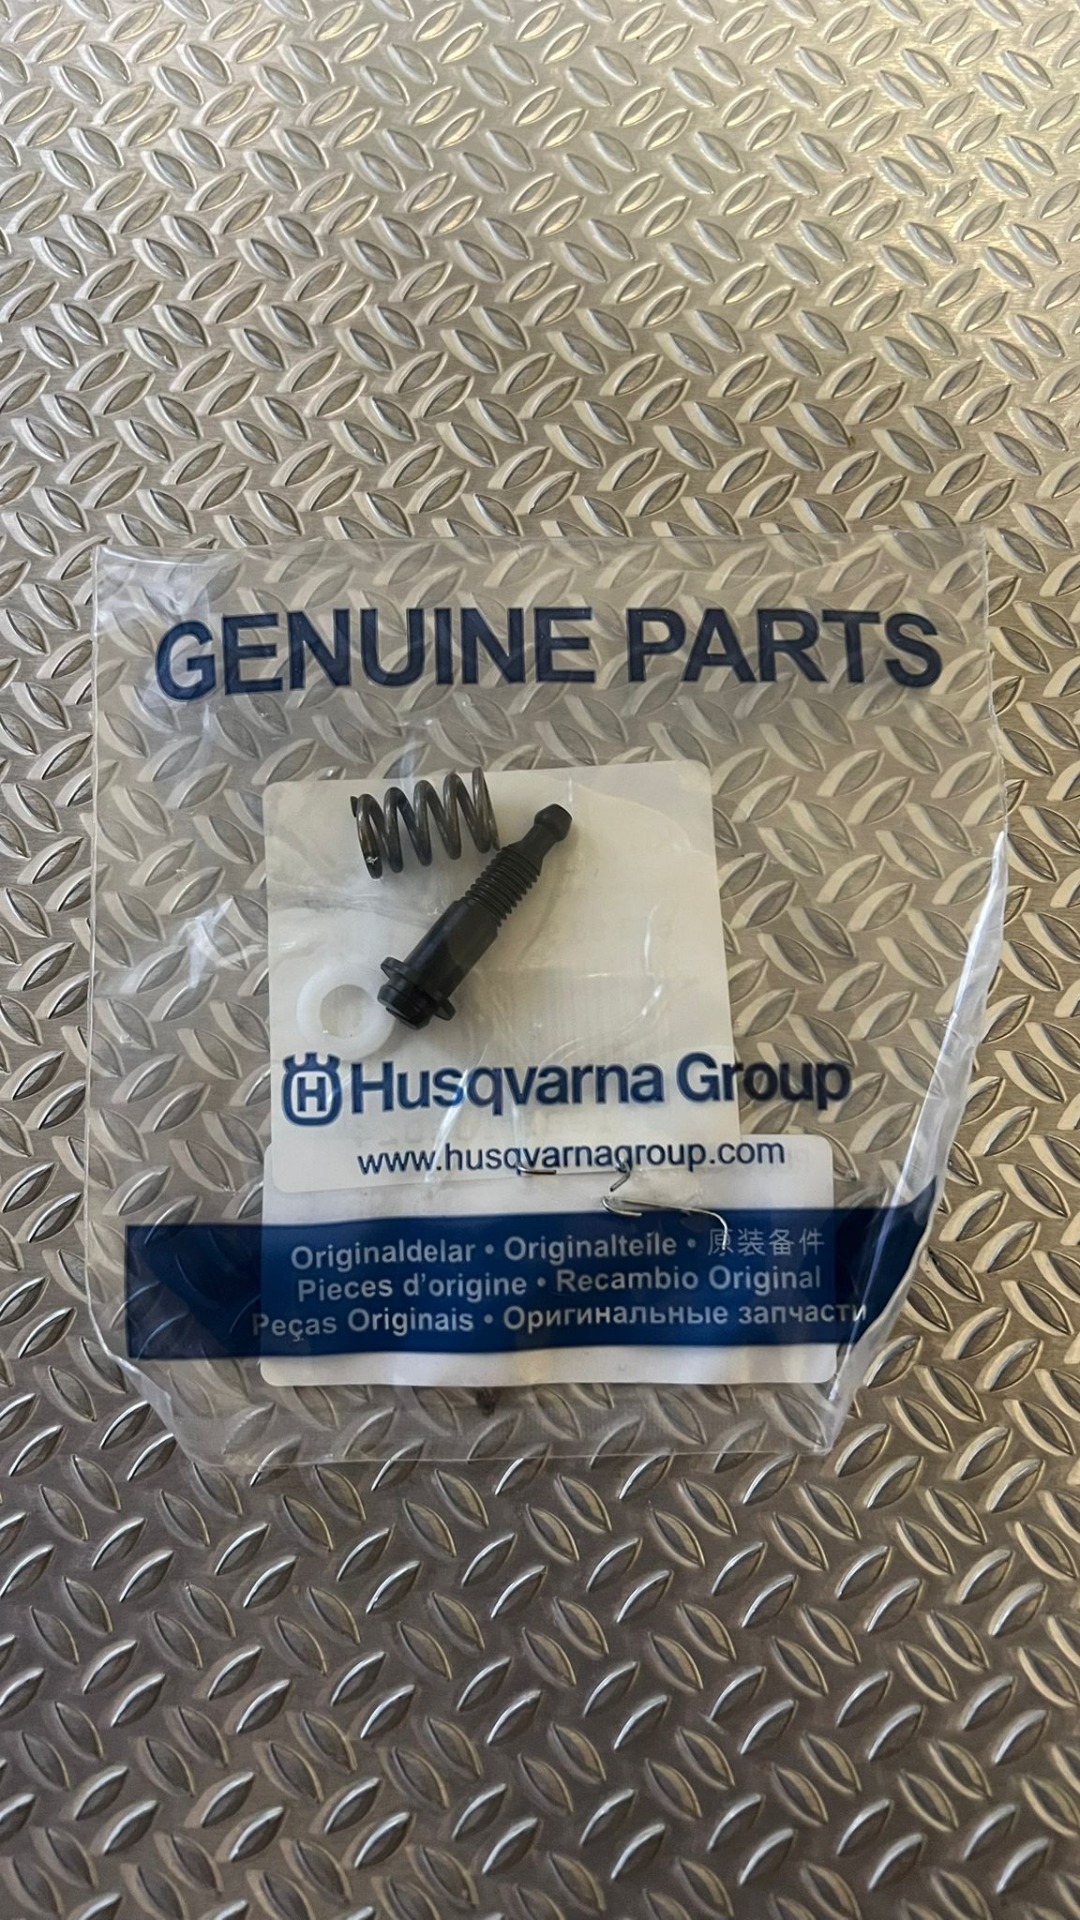 GENUINE PARTS
H Husqvarna Group
www.husqvarnagroup.com
Originaldelar • Originalteile • 原装备件
Pieces d'origine • Recambio Original
Peças Originais • Оригинальные запчасти